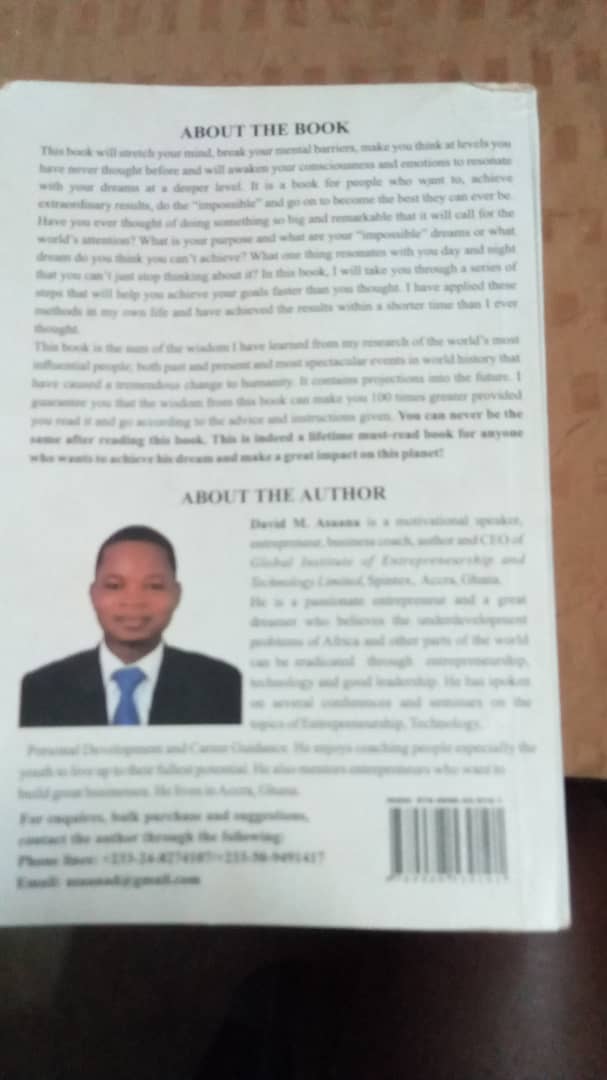 ABOUT THE BOOK
This book will stretch your mind, break your mental barriers, make you think at levels you
have never thought before and will awaken your consciousness and emotions to resonate
with your dreams at a deeper level. It is a book for people who want to, achieve
extraordinary results, do the "impossible" and go on to become the best they can ever be.
Have you ever thought of doing something so big and remarkable that it will call for the
world's attention? What is your purpose and what are your "impossible" dreams or what
dream do you think you can't achieve? What one thing resonates with you day and night
that you can't just stop thinking about it? In this book, I will take you through a series of
steps that will help you achieve your goals faster than you thought. I have applied these
methods in my own life and have achieved the results within a shorter time than I ever
thought.
This book is the sum of the wisdom I have learned from my research of the world's most
influential people; both past and present and most spectacular events in world history that
have caused a tremendous change to humanity. It contains projections into the future. I
guarantee you that the wisdom from this book can make you 100 times greater provided
you read it and go according to the advice and instructions given. You can never be the
same after reading this book. This is indeed a lifetime must-read book for anyone
who wants to achieve his dream and make a great impact on this planet!
ABOUT THE AUTHOR
David M. is a motivational speaker,
entrepreneur, business coach, author and CEO of
Global Institute of Entrepreneurship and
Technology Limited, Spintex, Accra, Ghana.
He is a passionate entrepreneur and a great
dreamer who believes the underdevelopment
problems of Africa and other parts of the world
can be eradicated through entrepreneurship,
technology and good leadership. He has spoken
on several conferences and seminars on the
topics of Entrepreneurship, Technology,
Personal Development and Career Guidance. He enjoys coaching people especially the
youth to live up to their fullest potential. He also mentors entrepreneurs who want to
build great businesses. He lives in Accra, Ghana.
For enquires, bulk purchase and suggestions,
contact the author through the following:
Phone lines:
Email: